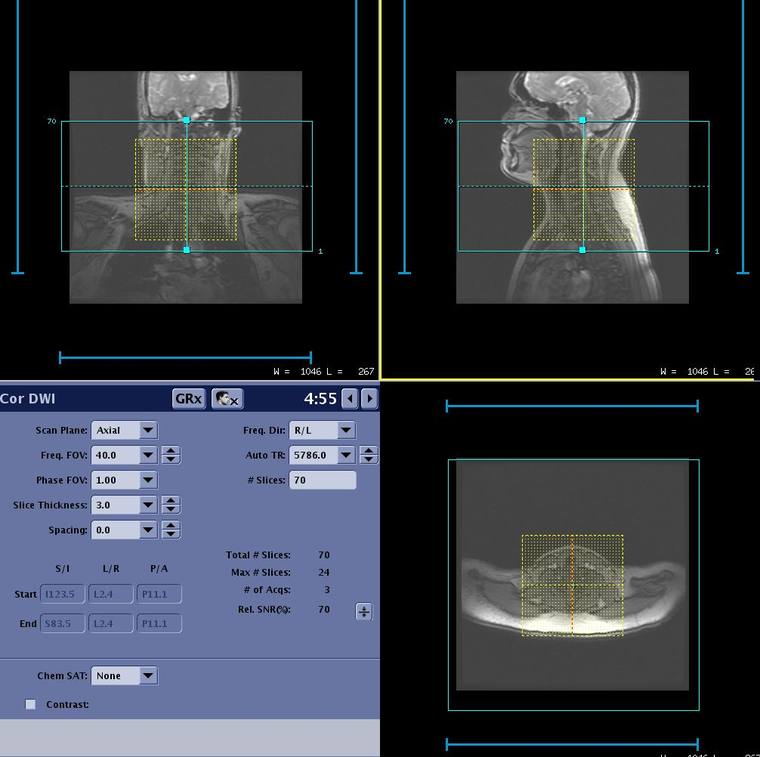 70
1
W = 1046 L = 267
70
1
W = 1046 L = 26
Cor DWI GRx 4:55
Scan Plane: Axial Freq. Dir: R/L
Freq. FOV: 40.0 Auto TR: 5786.0
Phase FOV: 1.00 # Slices: 70
Slice Thickness: 3.0
Spacing: 0.0
Total # Slices: 70
S/I L/R P/A Max # Slices: 24
# of Acqs: 3
Start I123.5 L2.4 P11.1
Rel. SNR(%): 70
End S83.5 L2.4 P11.1
Chem SAT: None
Contrast: